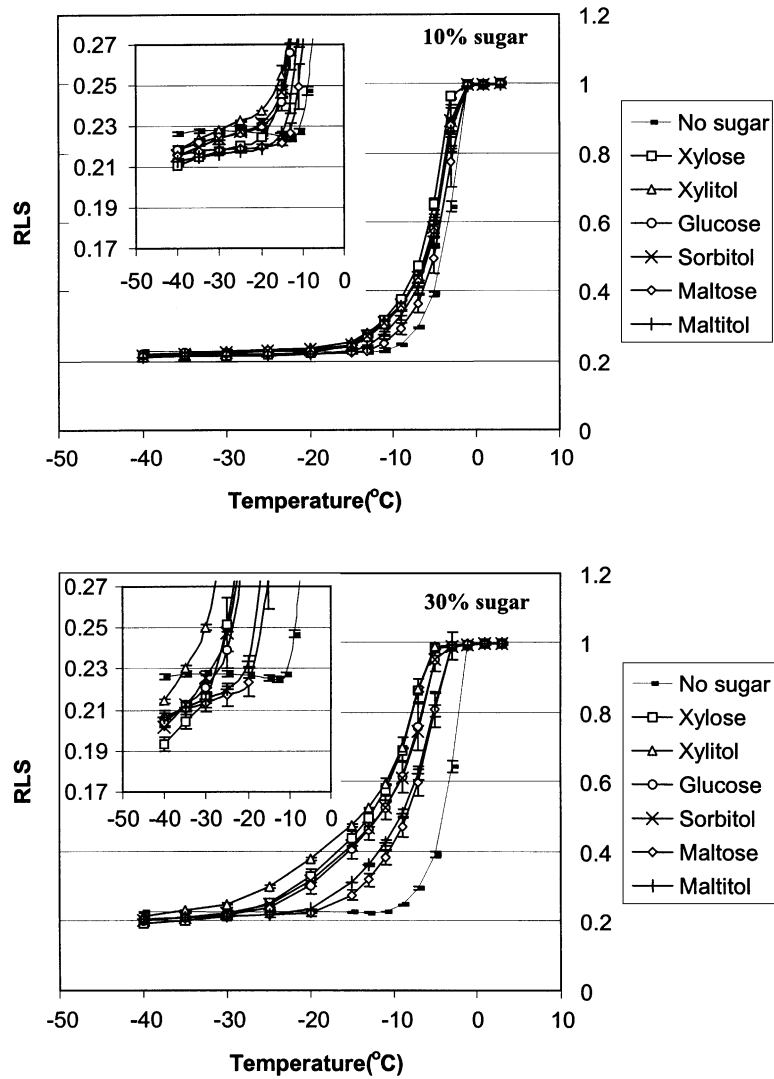 10% sugar
1.2
1
0.8
0.6
0.4
0.2
0
RLS
0.27
0.25
0.23
0.21
0.19
0.17
-50 -40 -30 -20 -10 0
-50 -40 -30 -20 -10 0 10
Temperature(°C)
No sugar
Xylose
Xylitol
Glucose
Sorbitol
Maltose
Maltitol
30% sugar
1.2
1
0.8
0.6
0.4
0.2
0
RLS
0.27
0.25
0.23
0.21
0.19
0.17
-50 -40 -30 -20 -10 0
-50 -40 -30 -20 -10 0 10
Temperature(°C)
No sugar
Xylose
Xylitol
Glucose
Sorbitol
Maltose
Maltitol